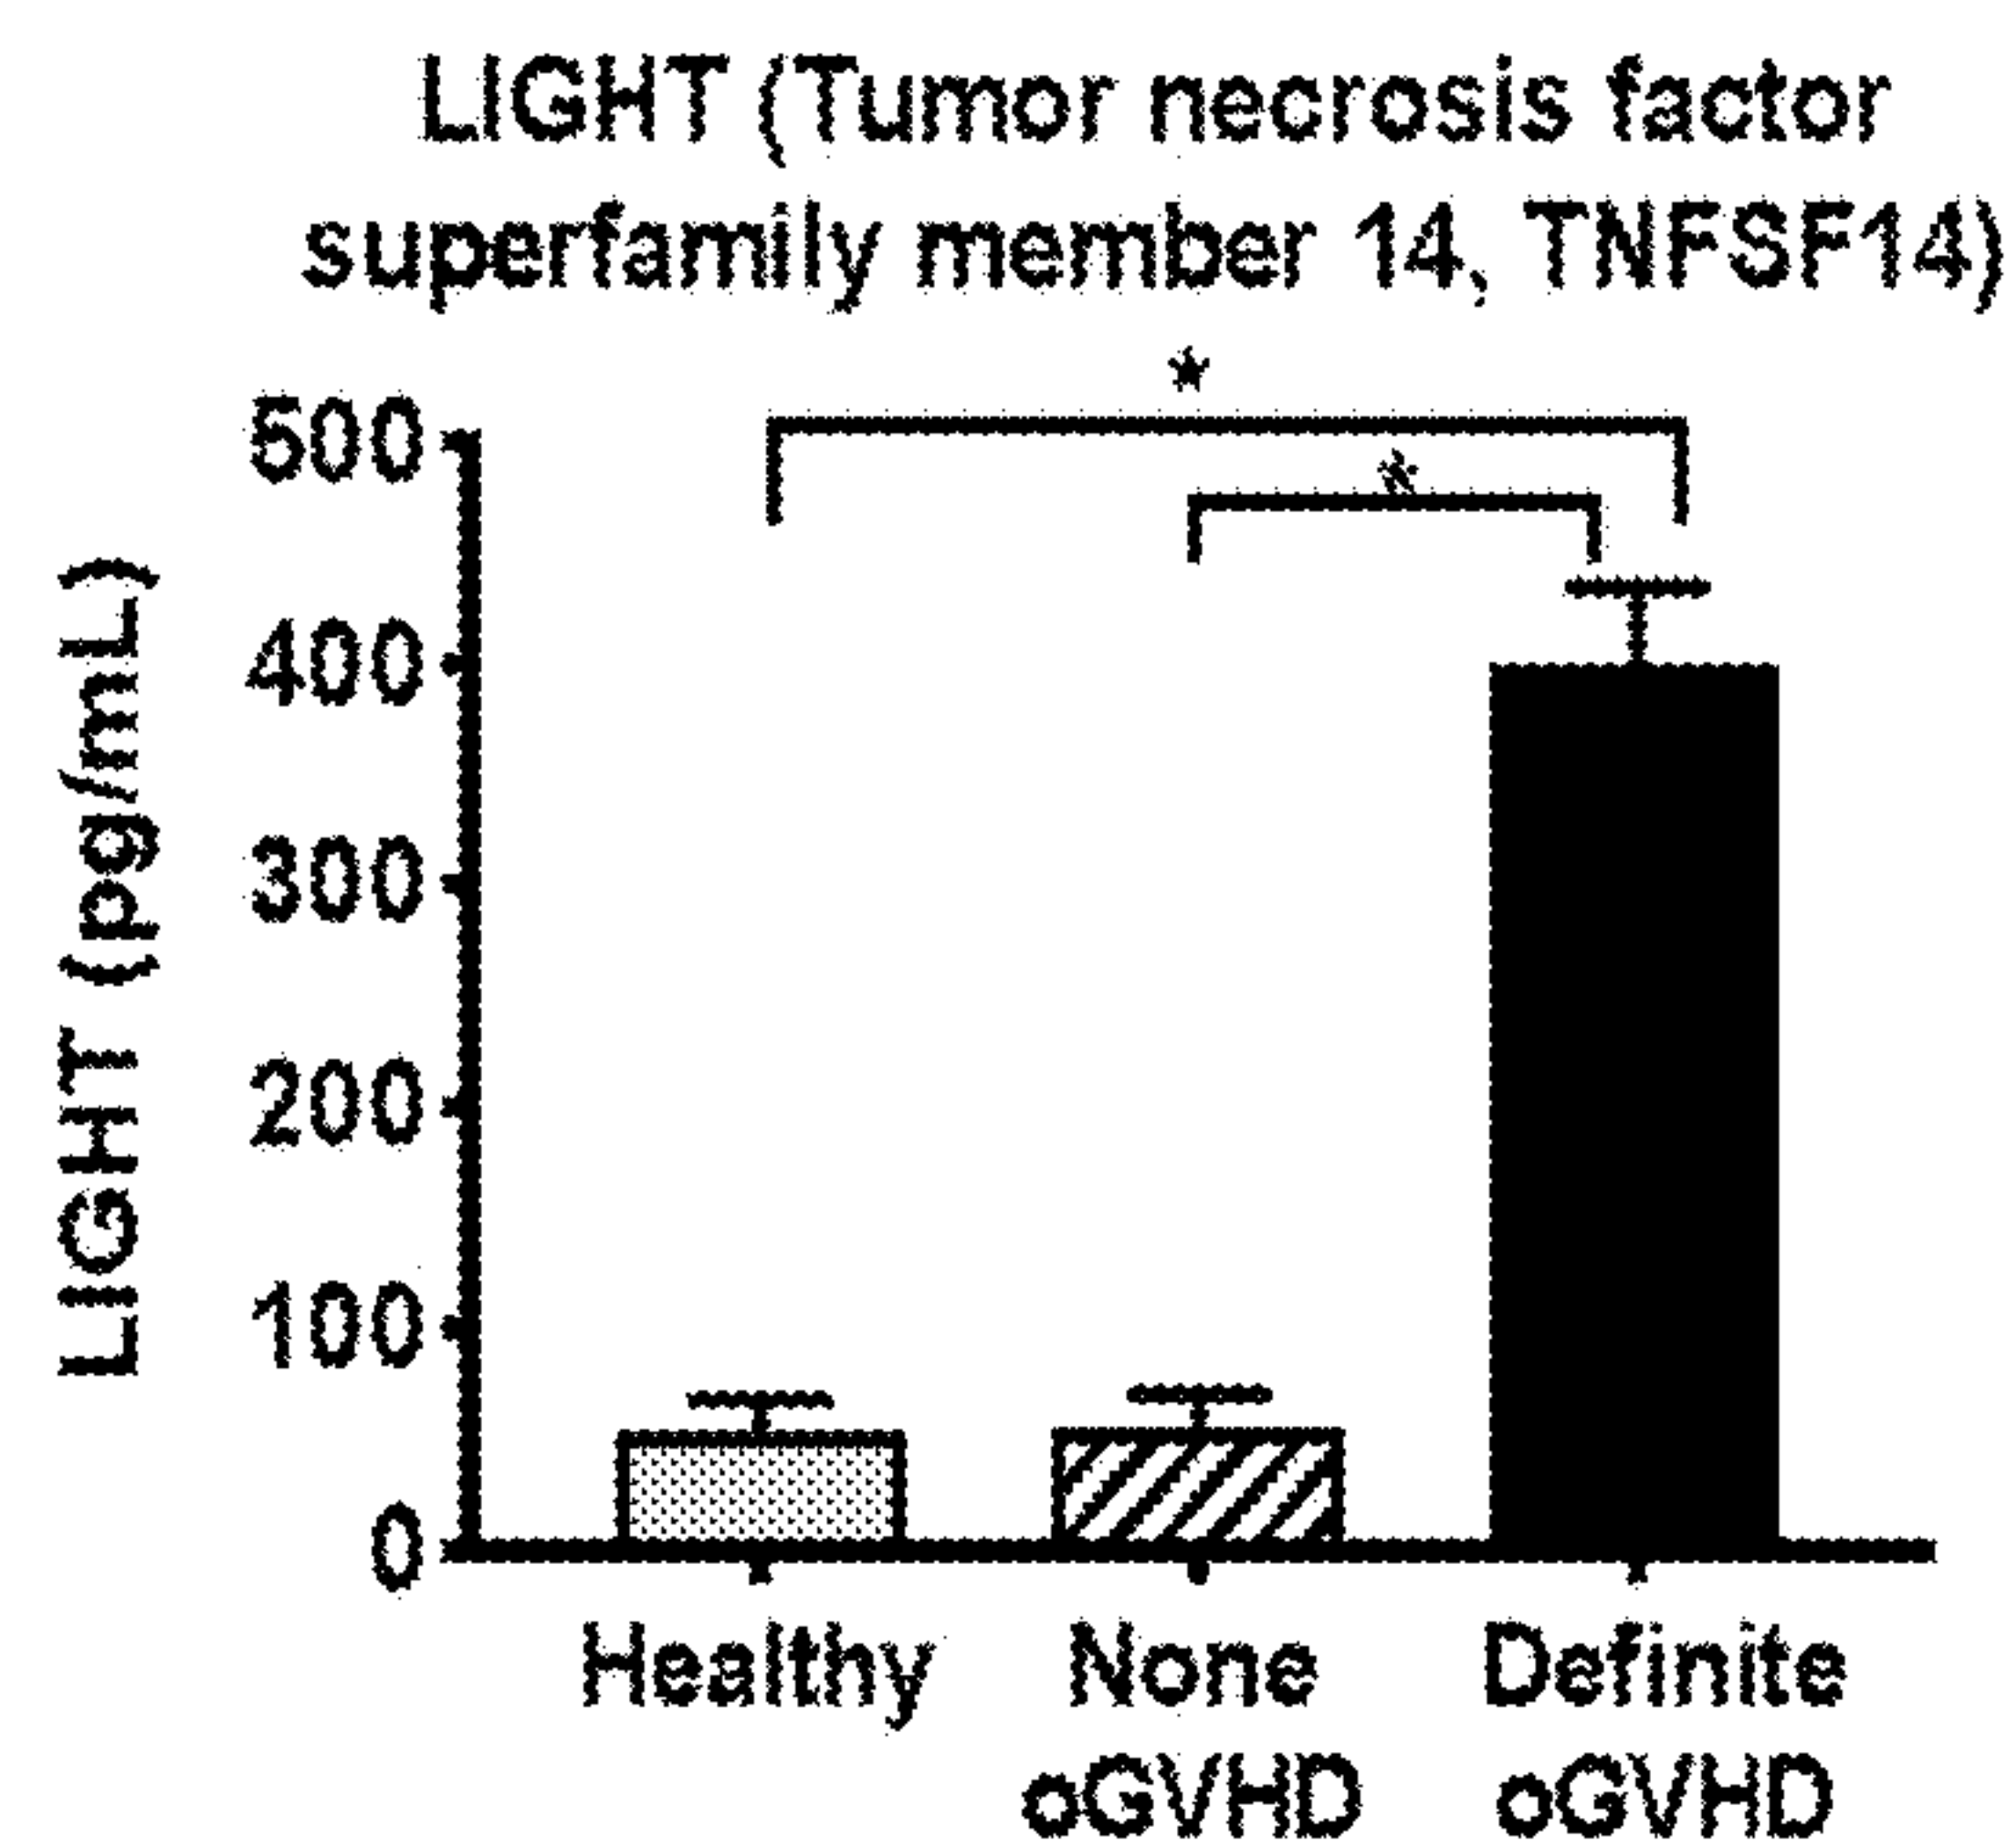 LIGHT (Tumor necrosis factor
superfamily member 14, TNFSF14)
*
*
500
400
300
200
100
0
LIGHT (pg/mL)
Healthy
None
oGVHD
Definite
oGVHD